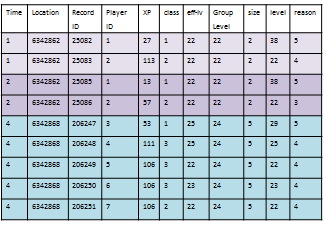 Time Location Record ID Player ID XP class eff-lv Group Level size level reason
1 6342862 25082 1 27 1 22 22 2 38 5
1 6342862 25083 2 113 2 22 22 2 22 4
2 6342862 25085 1 13 1 22 22 2 38 5
2 6342862 25086 2 57 2 22 22 2 22 3
4 6342868 206247 3 53 1 25 24 5 29 5
4 6342868 206248 4 111 3 25 24 5 25 4
4 6342868 206249 5 106 3 22 24 5 22 4
4 6342868 206250 6 106 3 23 24 5 23 4
4 6342868 206251 7 106 2 22 24 5 22 4